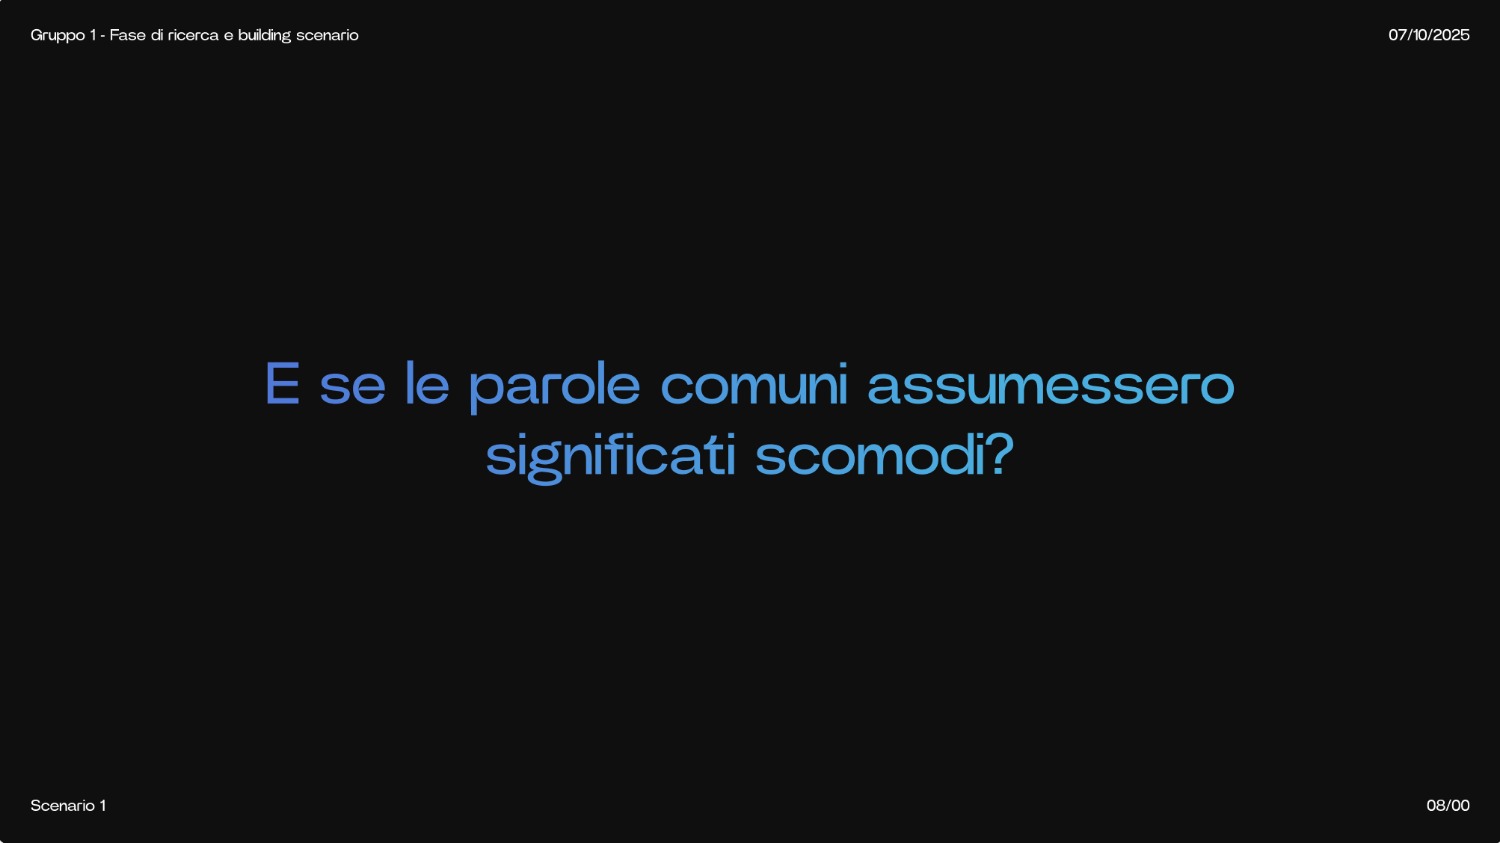 Gruppo 1 - Fase di ricerca e building scenario
07/10/2025
E se le parole comuni assumessero
significati scomodi?
Scenario 1
08/00